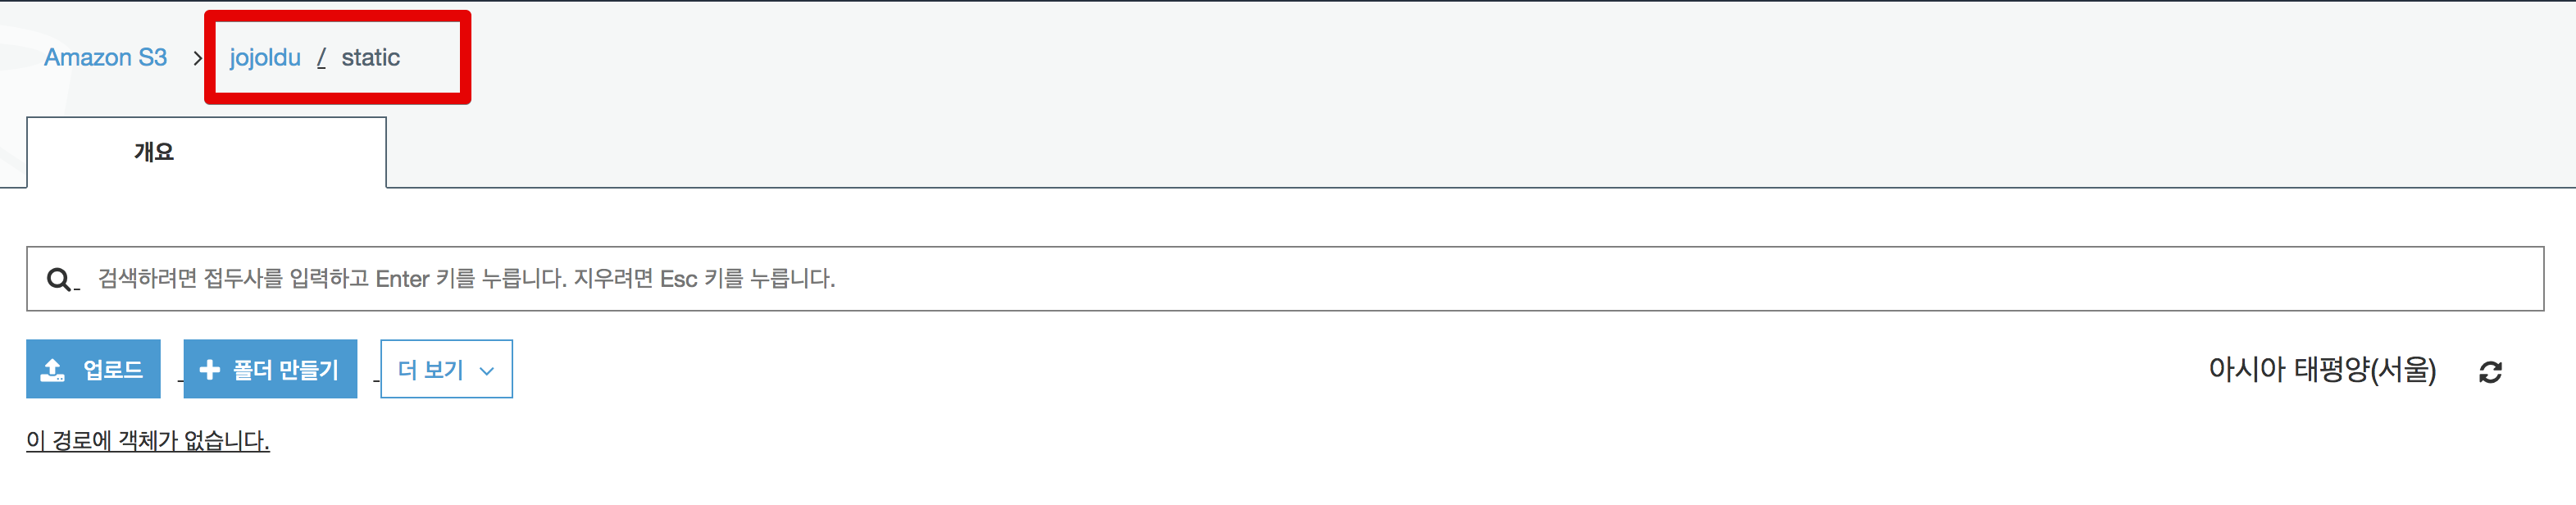 Amazon S3 > jojoldu / static
개요
검색하려면 접두사를 입력하고 Enter 키를 누릅니다. 지우려면 Esc 키를 누릅니다.
업로드 폴더 만들기 더 보기 아시아 태평양(서울)
이 경로에 객체가 없습니다.